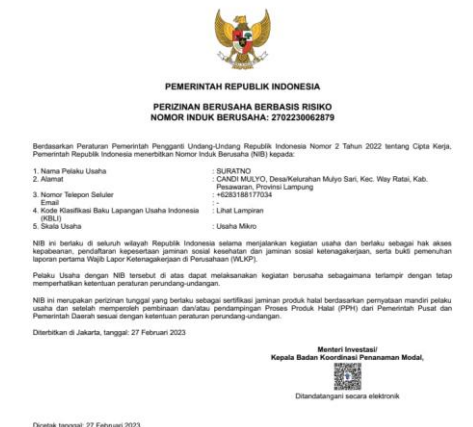 PEMERINTAH REPUBLIK INDONESIA
PERIZINAN BERUSAHA BERBASIS RISIKO
NOMOR INDUK BERUSAHA: 2702230062879
Berdasarkan Peraturan Pemerintah Pengganti Undang-Undang Republik Indonesia Nomor 2 Tahun 2022 tentang Cipta Kerja,
Pemerintah Republik Indonesia menerbitkan Nomor Induk Berusaha (NIB) kepada:
1. Nama Pelaku Usaha : SURATNO
2. Alamat : CANDI MULYO, Desa/Kelurahan Mulyo Sari, Kec. Way Ratai, Kab.
Pesawaran, Provinsi Lampung
3. Nomor Telepon Seluler : +6283188177034
Email : -
4. Kode Klasifikasi Baku Lapangan Usaha Indonesia : Lihat Lampiran
(KBLI)
5. Skala Usaha : Usaha Mikro
NIB ini berlaku di seluruh wilayah Republik Indonesia selama menjalankan kegiatan usaha dan berlaku sebagai hak akses
kepabeanan, pendaftaran kepesertaan jaminan sosial kesehatan dan jaminan sosial ketenagakerjaan, serta bukti pemenuhan
laporan pertama Wajib Lapor Ketenagakerjaan di Perusahaan (WLKP).
Pelaku Usaha dengan NIB tersebut di atas dapat melaksanakan kegiatan berusaha sebagaimana terlampir dengan tetap
memperhatikan ketentuan peraturan perundang-undangan.
NIB ini merupakan perizinan tunggal yang berlaku sebagai sertifikasi jaminan produk halal berdasarkan pernyataan mandiri pelaku
usaha dan setelah memperoleh pembinaan dan/atau pendampingan Proses Produk Halal (PPH) dari Pemerintah Pusat dan
Pemerintah Daerah sesuai dengan ketentuan peraturan perundang-undangan.
Diterbitkan di Jakarta, tanggal: 27 Februari 2023
Menteri Investasi/
Kepala Badan Koordinasi Penanaman Modal,
Ditandatangani secara elektronik
Dicetak tanggal: 27 Februari 2023